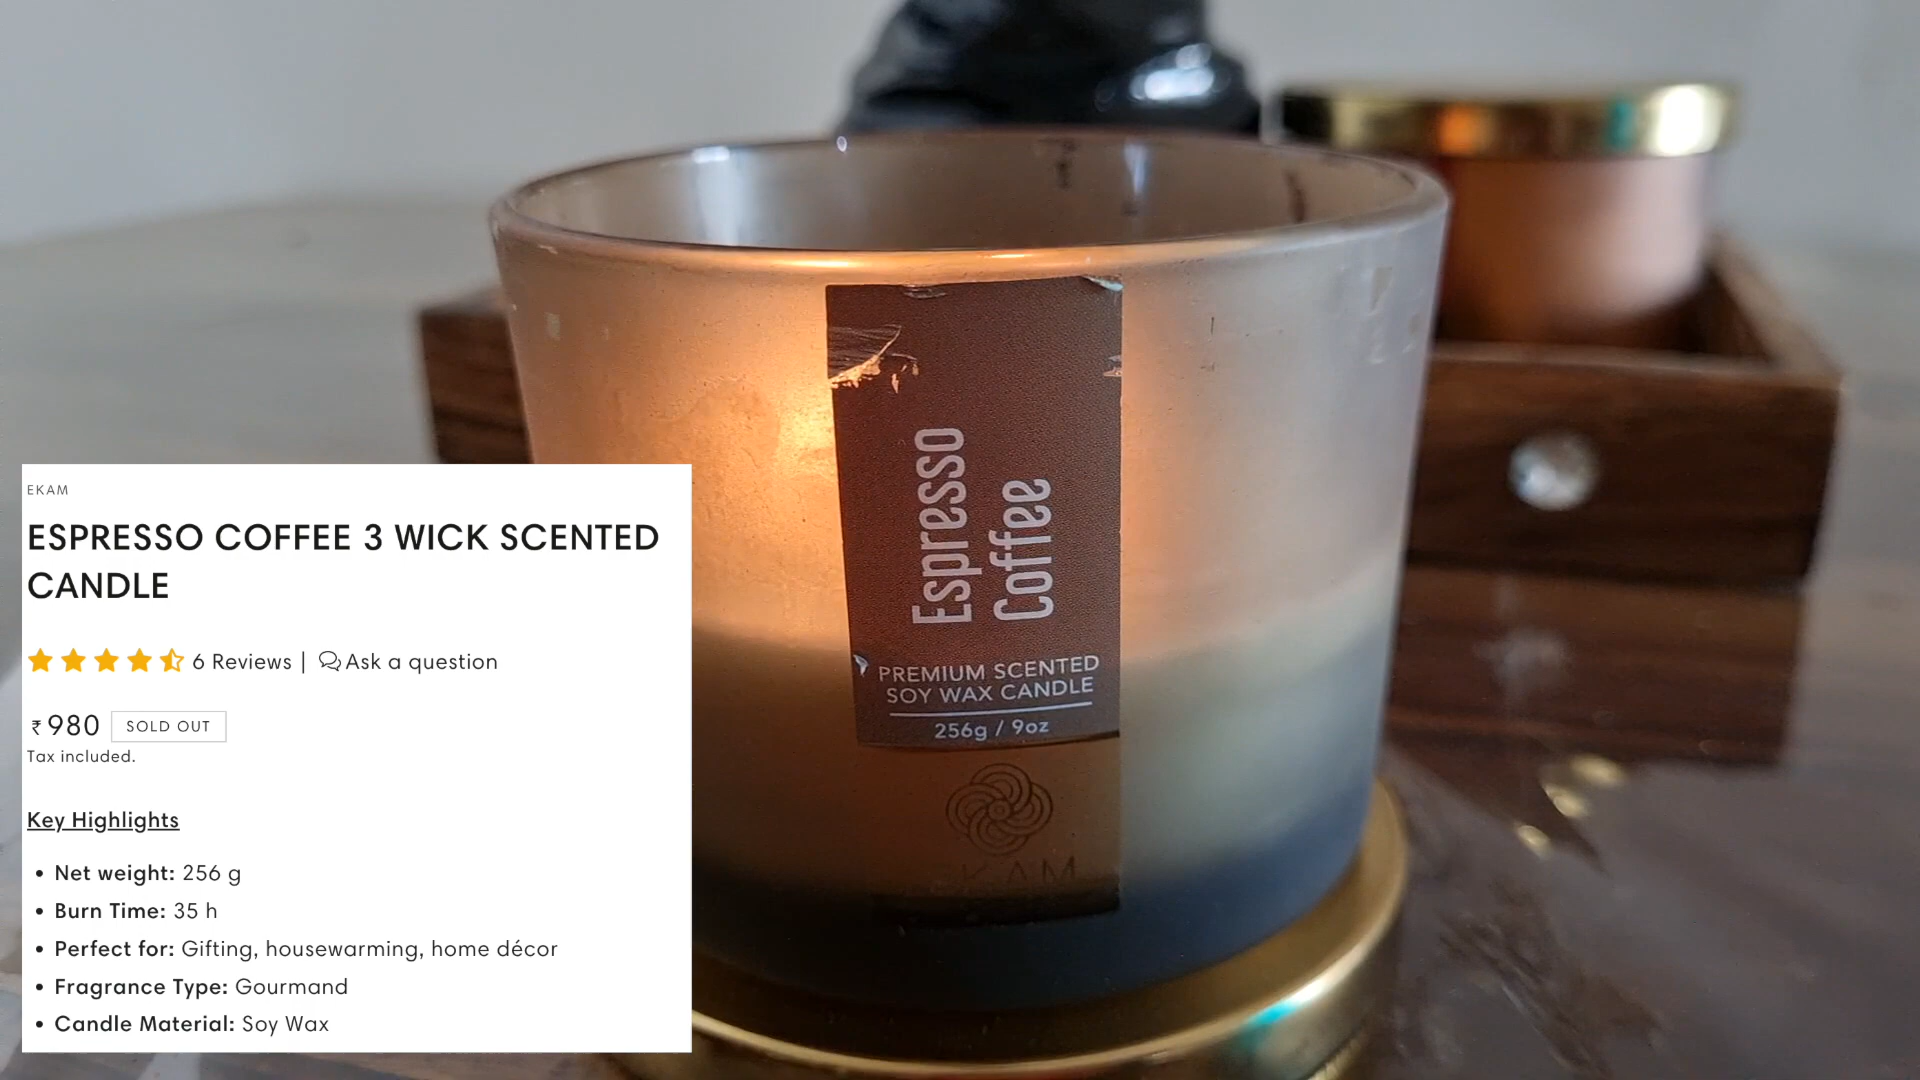 EKAM
ESPRESSO COFFEE 3 WICK SCENTED
CANDLE
6 Reviews | Ask a question
₹ 980 SOLD OUT
Tax included.
Key Highlights
• Net weight: 256 g
• Burn Time: 35 h
• Perfect for: Gifting, housewarming, home décor
• Fragrance Type: Gourmand
• Candle Material: Soy Wax
Espresso
Coffee
PREMIUM SCENTED
SOY WAX CANDLE
256g / 9oz
EKAM